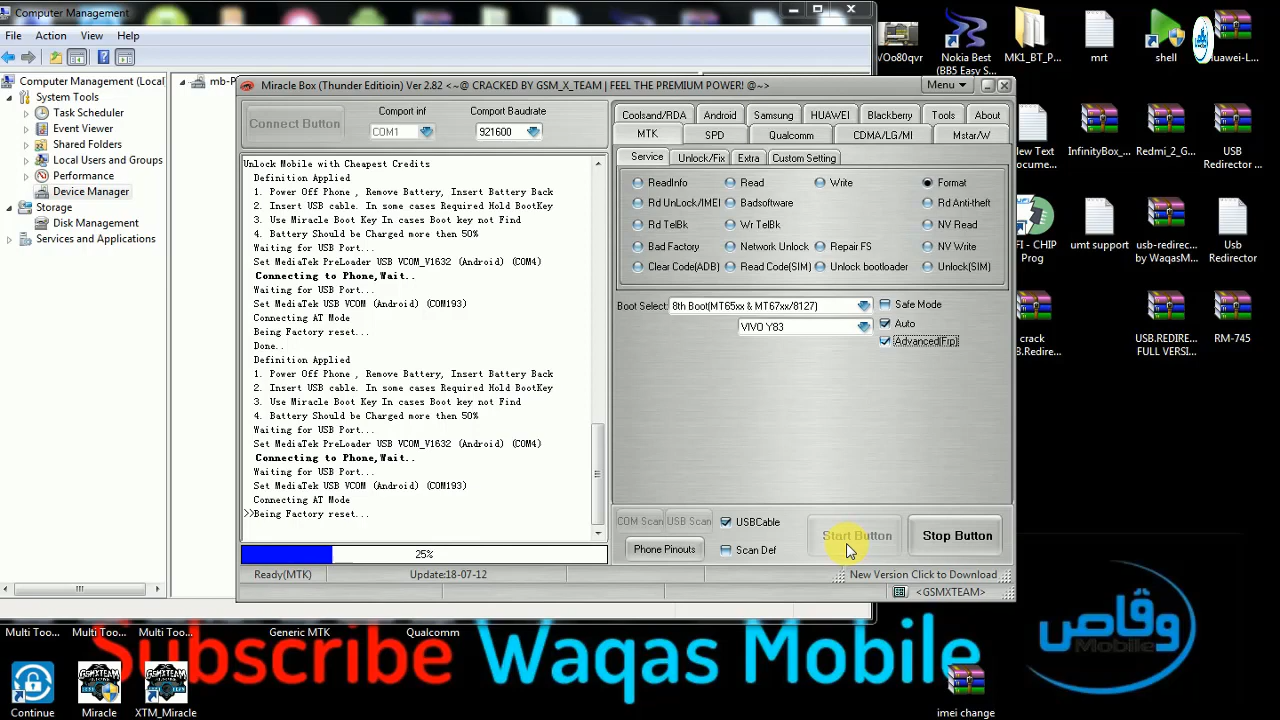 Computer Management
File Action View Help
Computer Management (Local
System Tools
Task Scheduler
Event Viewer
Shared Folders
Local Users and Groups
Performance
Device Manager
Storage
Disk Management
Services and Applications
mb-P
Miracle Box (Thunder Editioin) Ver 2.82 <~@ CRACKED BY GSM_X_TEAM | FEEL THE PREMIUM POWER! @~>
Menu
Connect Button
Comport inf
COM1
Comport Baudrate
921600
Unlock Mobile with Cheapest Credits
Definition Applied
1. Power Off Phone , Remove Battery, Insert Battery Back
2. Insert USB cable. In some cases Required Hold BootKey
3. Use Miracle Boot Key In cases Boot key not Find
4. Battery Should be Charged more then 50%
Waiting for USB Port...
Set MediaTek PreLoader USB VCOM_V1632 (Android) (COM4)
Connecting to Phone,Wait..
Waiting for USB Port...
Set MediaTek USB VCOM (Android) (COM193)
Connecting AT Mode
Being Factory reset...
Done..
Definition Applied
1. Power Off Phone , Remove Battery, Insert Battery Back
2. Insert USB cable. In some cases Required Hold BootKey
3. Use Miracle Boot Key In cases Boot key not Find
4. Battery Should be Charged more then 50%
Waiting for USB Port...
Set MediaTek PreLoader USB VCOM_V1632 (Android) (COM4)
Connecting to Phone,Wait..
Waiting for USB Port...
Set MediaTek USB VCOM (Android) (COM193)
Connecting AT Mode
>>Being Factory reset...
25%
Ready(MTK) Update:18-07-12
Coolsand/RDA Android Samsung HUAWEI Blackberry Tools About
MTK SPD Qualcomm CDMA/LG/MI Mstar/W
Service Unlock/Fix Extra Custom Setting
ReadInfo Read Write Format
Rd UnLock/IMEI Badsoftware Rd Anti-theft
Rd TelBk Wr TelBk NV Read
Bad Factory Network Unlock Repair FS NV Write
Clear Code(ADB) Read Code(SIM) Unlock bootloader Unlock(SIM)
Boot Select: 8th Boot(MT65xx & MT67xx/8127) Safe Mode
VIVO Y83 Auto
Advanced(Frp)
COM Scan USB Scan USBCable Start Button Stop Button
Phone Pinouts Scan Def
New Version Click to Download
<GSMXTEAM>
VOo80qvr
Nokia Best
(BB5 Easy S...
MK1_BT_P...
mrt
shell
Huawei-L...
New Text
Docume...
InfinityBox_...
Redmi_2_G...
USB
Redirector ...
FI - CHIP
Prog
umt support
usb-redirec...
by WaqasM...
Usb
Redirector
crack
B.Redire...
USB.REDIRE...
FULL VERSI...
RM-745
Multi Too... Multi Too... Multi Too... Generic MTK Qualcomm
Subscribe Waqas Mobile
وقاص
Mobile
Continue
GSMXTEAM
Miracle
GSMXTEAM
XTM_Miracle
imei change